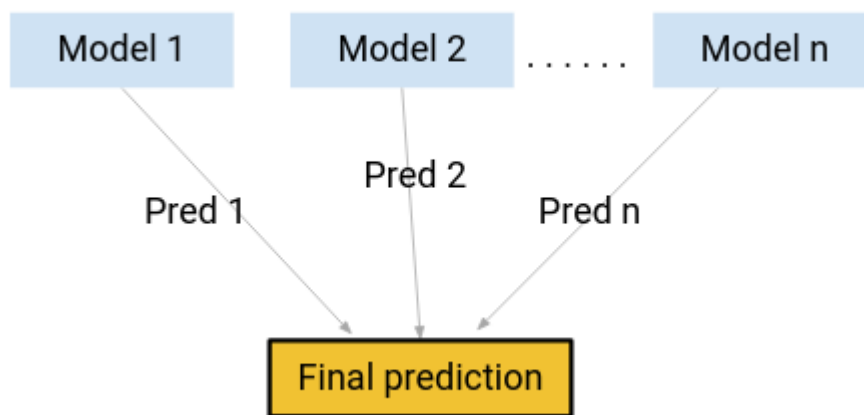 Model 1
Model 2
. . . . . .
Model n
Pred 1
Pred 2
Pred n
Final prediction